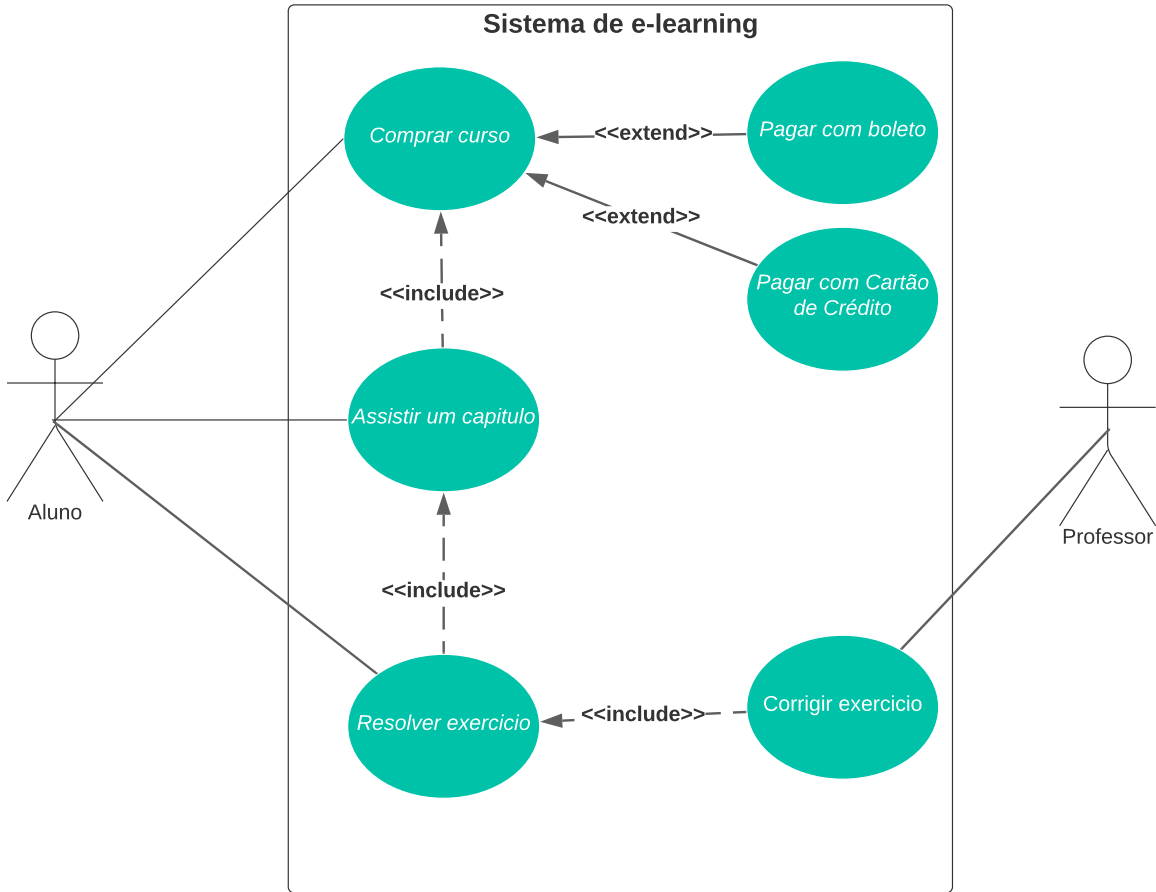 Sistema de e-learning
Comprar curso
<<extend>>
Pagar com boleto
<<extend>>
Pagar com Cartão
de Crédito
<<include>>
Assistir um capitulo
Aluno
Professor
<<include>>
Resolver exercicio
<<include>>
Corrigir exercicio